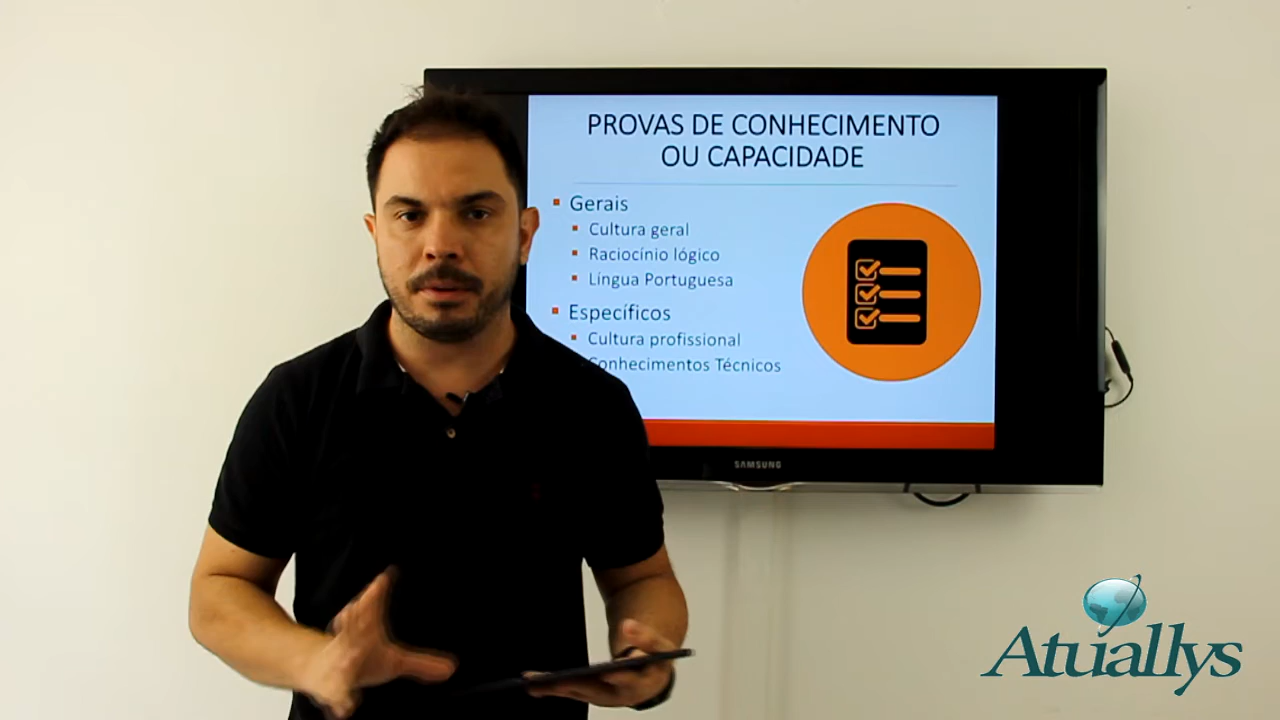 PROVAS DE CONHECIMENTO
OU CAPACIDADE
Gerais
Cultura geral
Raciocínio lógico
Língua Portuguesa
Específicos
Cultura profissional
Conhecimentos Técnicos
SAMSUNG
Atuallys